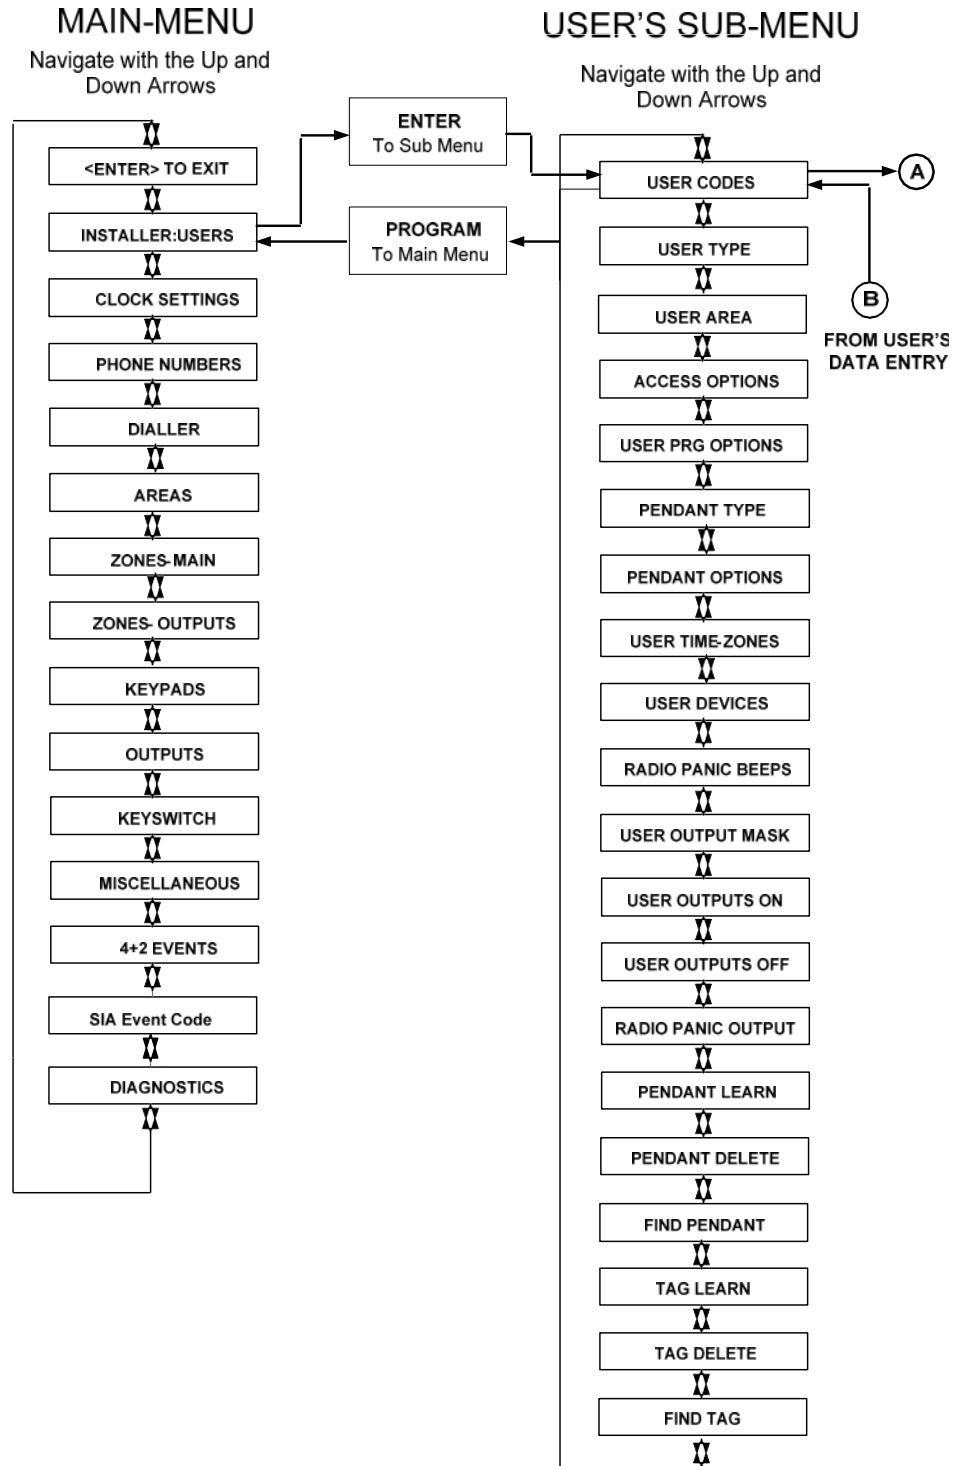 MAIN-MENU
Navigate with the Up and
Down Arrows
<ENTER> TO EXIT
INSTALLER:USERS
CLOCK SETTINGS
PHONE NUMBERS
DIALLER
AREAS
ZONES-MAIN
ZONES- OUTPUTS
KEYPADS
OUTPUTS
KEYSWITCH
MISCELLANEOUS
4+2 EVENTS
SIA Event Code
DIAGNOSTICS
ENTER
To Sub Menu
PROGRAM
To Main Menu
USER'S SUB-MENU
Navigate with the Up and
Down Arrows
USER CODES
USER TYPE
USER AREA
ACCESS OPTIONS
USER PRG OPTIONS
PENDANT TYPE
PENDANT OPTIONS
USER TIME-ZONES
USER DEVICES
RADIO PANIC BEEPS
USER OUTPUT MASK
USER OUTPUTS ON
USER OUTPUTS OFF
RADIO PANIC OUTPUT
PENDANT LEARN
PENDANT DELETE
FIND PENDANT
TAG LEARN
TAG DELETE
FIND TAG
A
B
FROM USER'S
DATA ENTRY